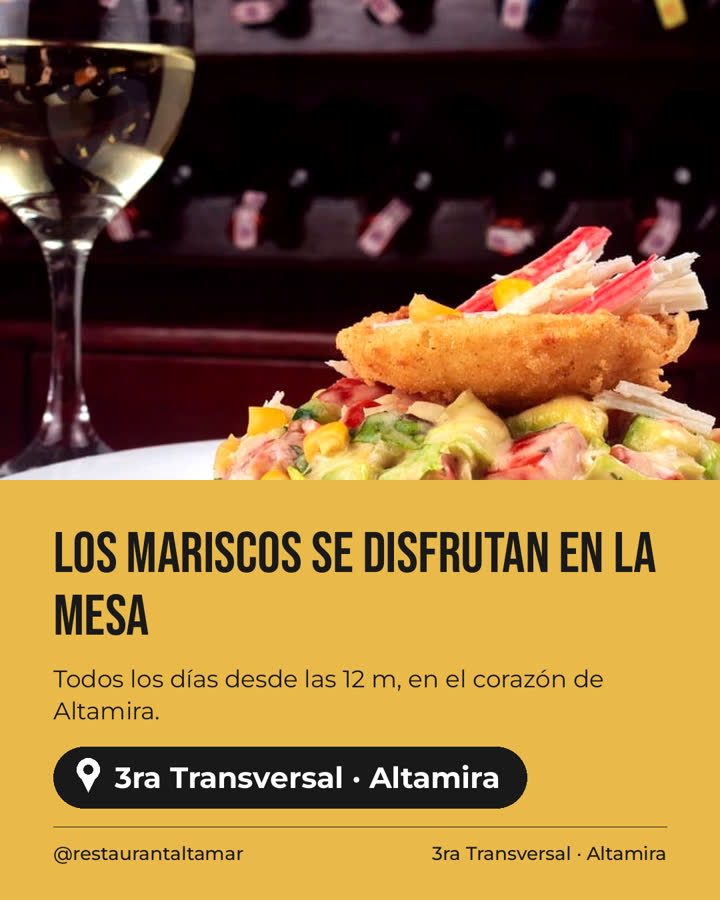 LOS MARISCOS SE DISFRUTAN EN LA
MESA
Todos los días desde las 12 m, en el corazón de
Altamira.
3ra Transversal · Altamira
@restaurantaltamar
3ra Transversal · Altamira